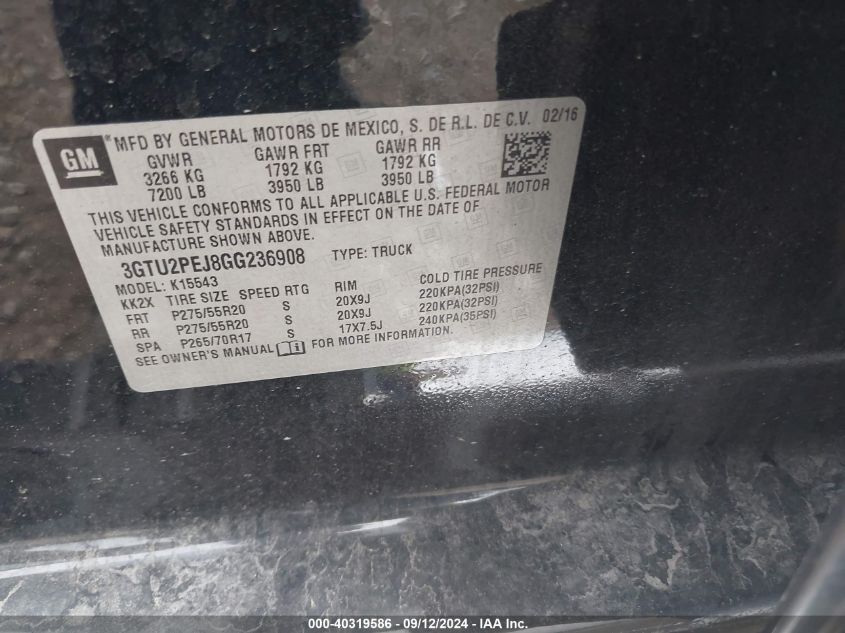 GM
MFD BY GENERAL MOTORS DE MEXICO, S. DE R.L. DE C.V. 02/16
GVWR GAWR FRT GAWR RR
3266 KG 1792 KG 1792 KG
7200 LB 3950 LB 3950 LB
THIS VEHICLE CONFORMS TO ALL APPLICABLE U.S. FEDERAL MOTOR
VEHICLE SAFETY STANDARDS IN EFFECT ON THE DATE OF
MANUFACTURE SHOWN ABOVE.
3GTU2PEJ8GG236908 TYPE: TRUCK
MODEL: K15543
KK2X TIRE SIZE SPEED RTG RIM COLD TIRE PRESSURE
FRT P275/55R20 S 20X9J 220KPA(32PSI)
RR P275/55R20 S 20X9J 220KPA(32PSI)
SPA P265/70R17 S 17X7.5J 240KPA(35PSI)
SEE OWNER'S MANUAL FOR MORE INFORMATION.
000-40319586 - 09/12/2024 - IAA Inc.